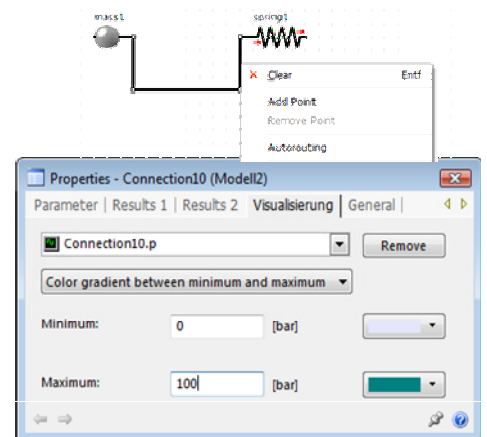 mass1 spring1
Clear Entf
Add Point
Remove Point
Autorouting
Properties - Connection10 (Modell2)
Parameter | Results 1 | Results 2 Visualisierung General |
Connection10.p Remove
Color gradient between minimum and maximum
Minimum: 0 [bar]
Maximum: 100 [bar]